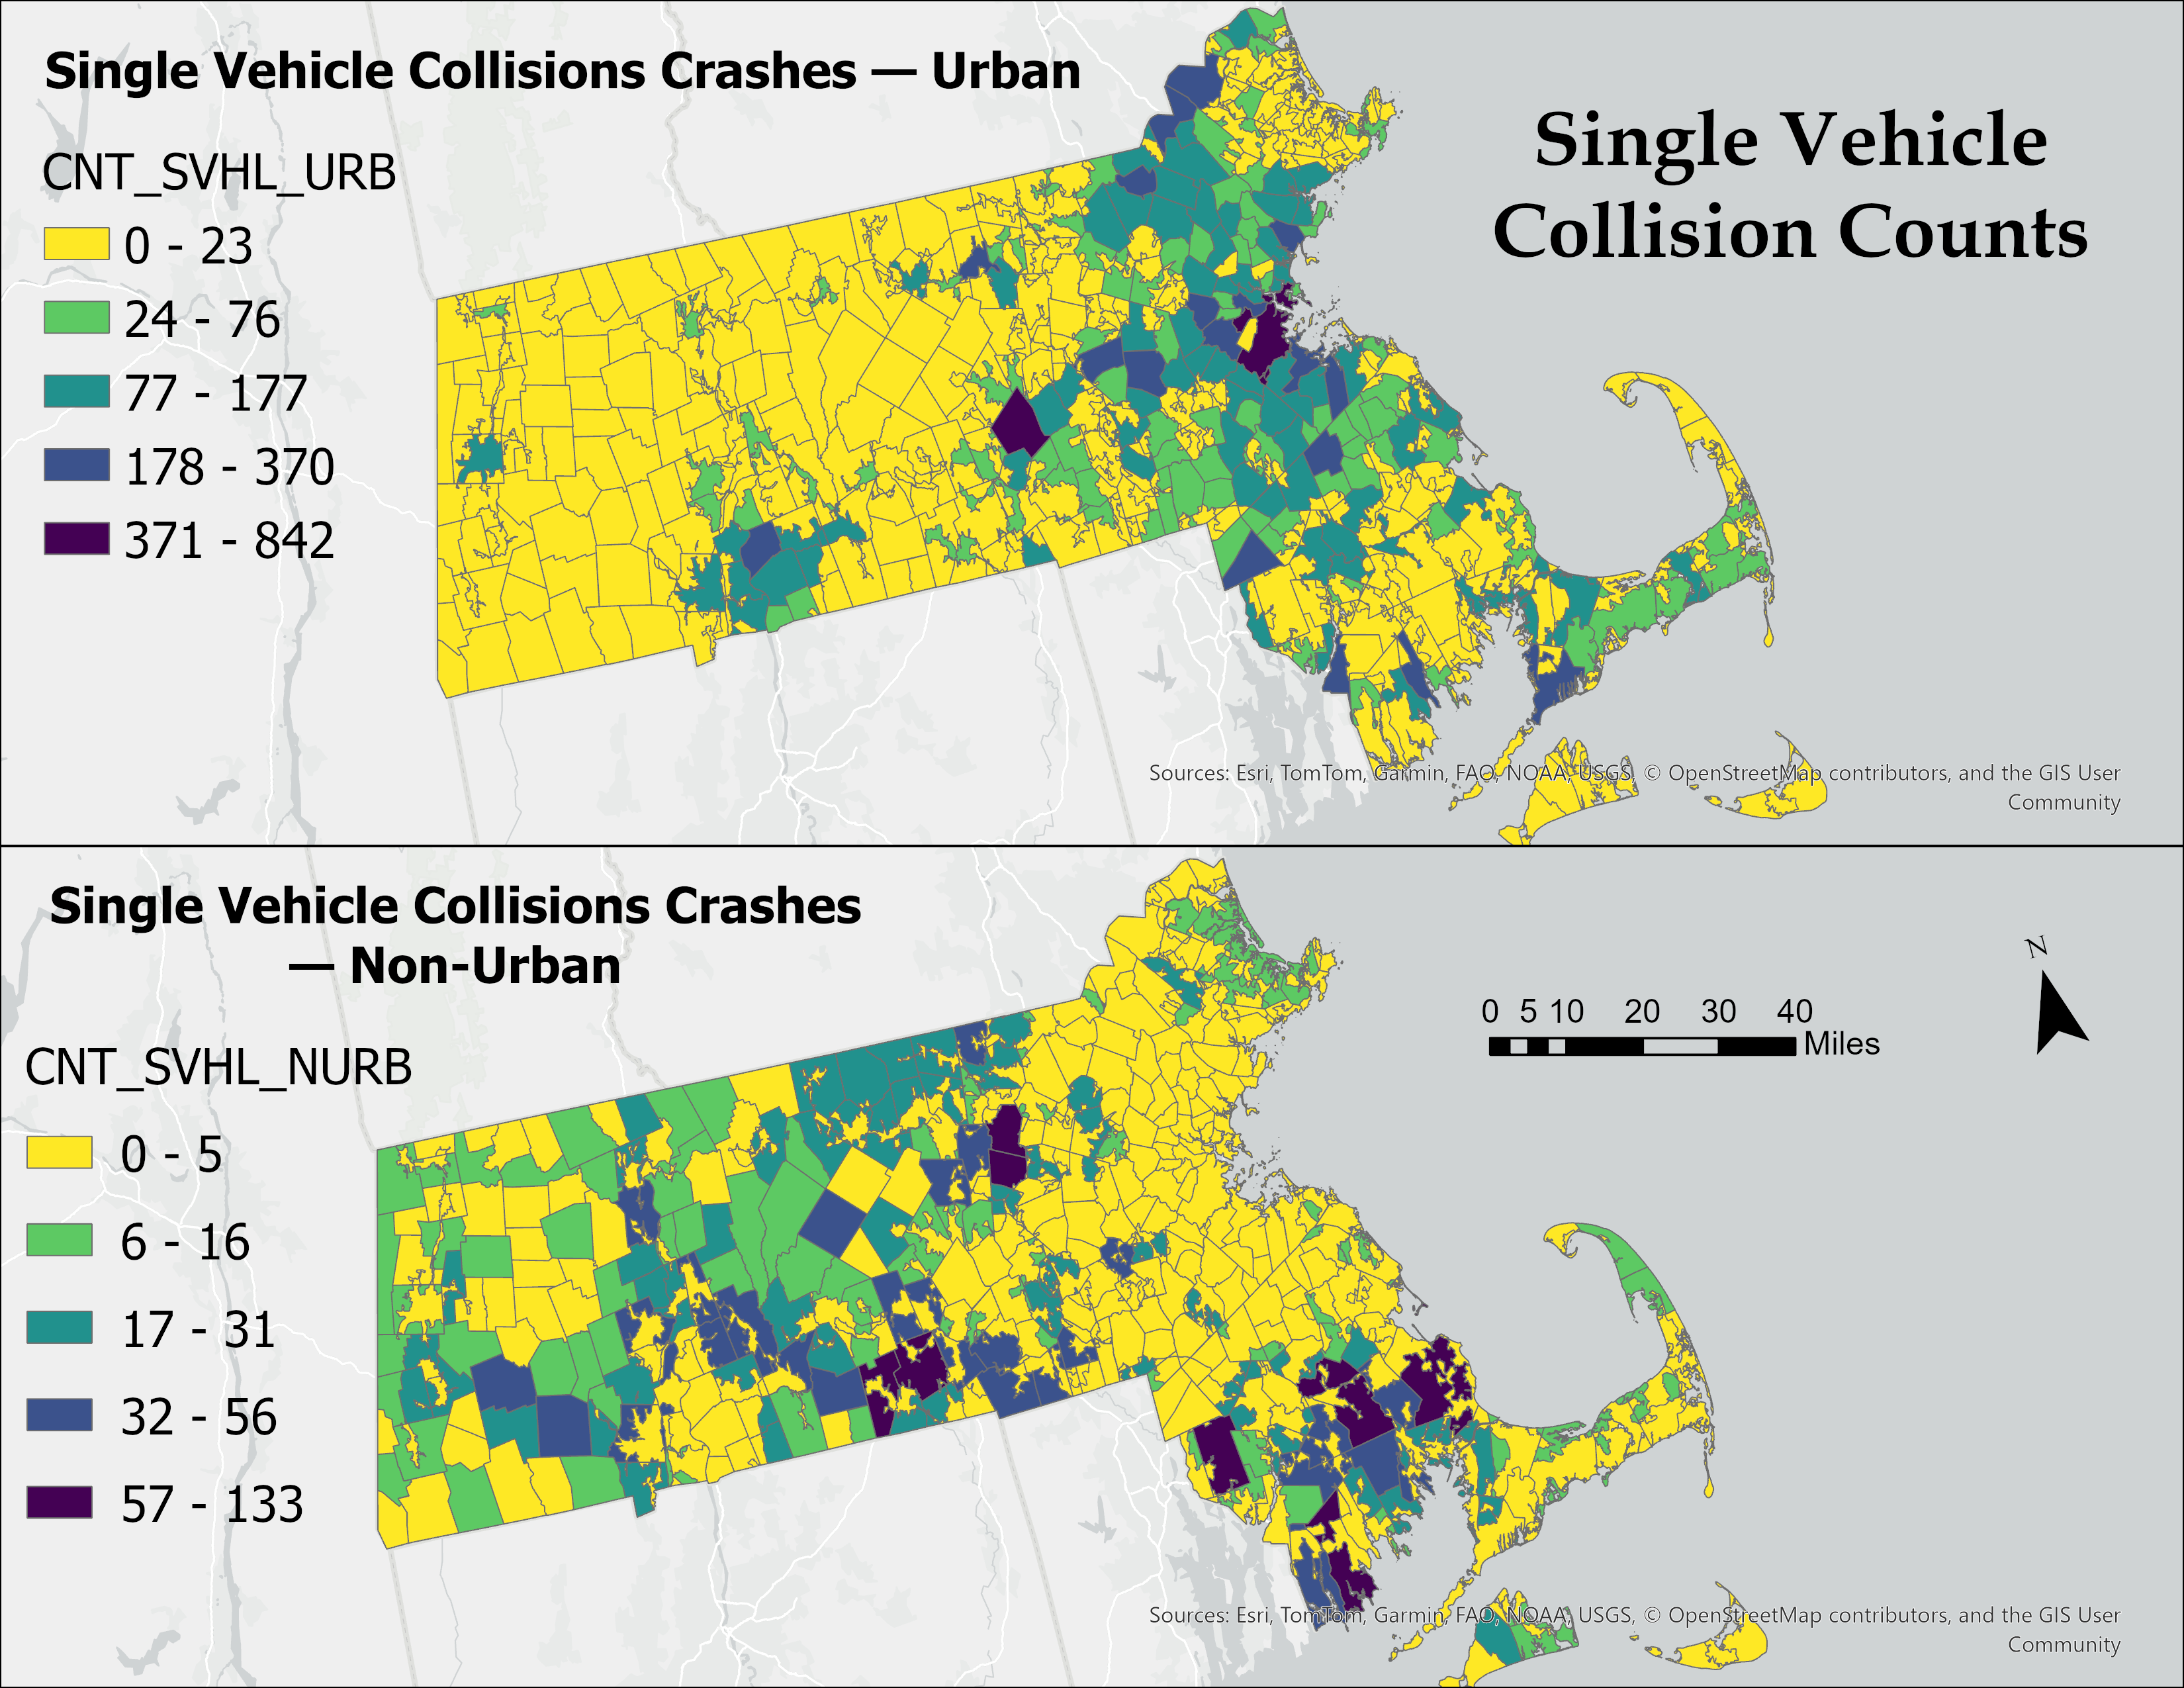 Single Vehicle Collisions Crashes — Urban
CNT_SVHL_URB
0 - 23
24 - 76
77 - 177
178 - 370
371 - 842
Single Vehicle
Collision Counts
Sources: Esri, TomTom, Garmin, FAO, NOAA, USGS, © OpenStreetMap contributors, and the GIS User
Community
Single Vehicle Collisions Crashes
— Non-Urban
CNT_SVHL_NURB
0 - 5
6 - 16
17 - 31
32 - 56
57 - 133
N
0 5 10 20 30 40
Miles
Sources: Esri, TomTom, Garmin, FAO, NOAA, USGS, © OpenStreetMap contributors, and the GIS User
Community